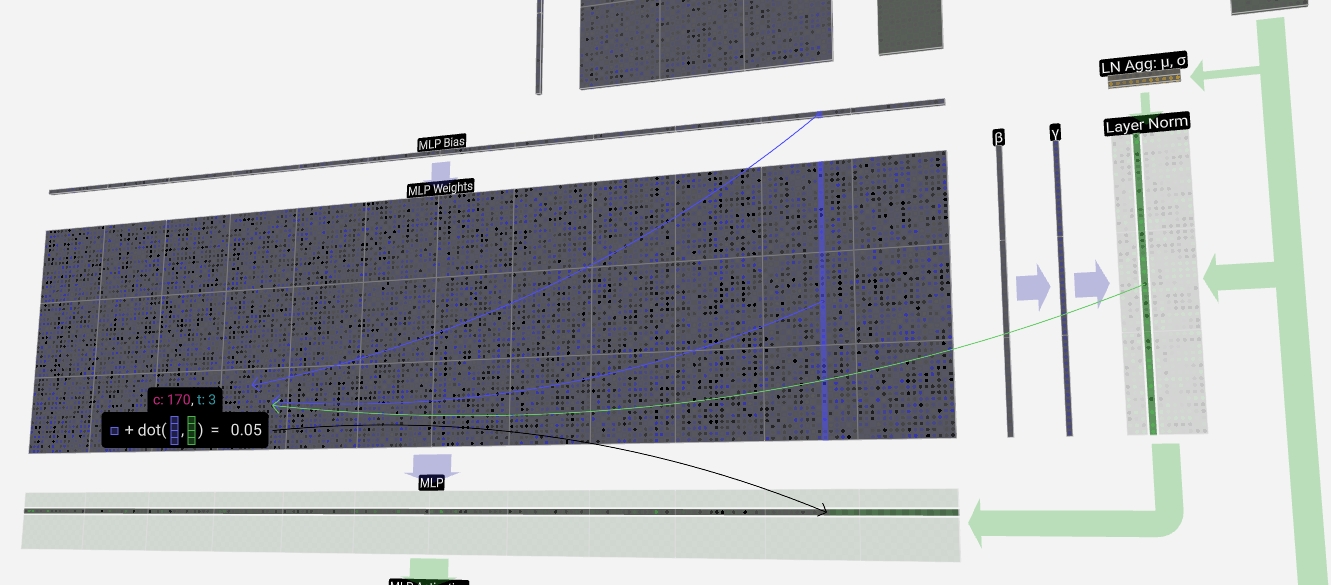 LN Agg: μ, σ
Layer Norm
β
γ
MLP Bias
MLP Weights
c: 170, t: 3
+ dot( , ) = 0.05
MLP